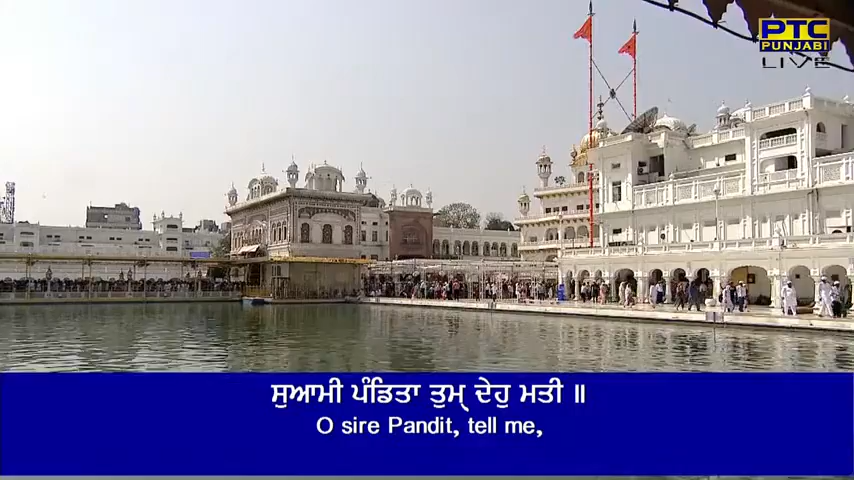 PTC
PUNJABI
LIVE
ਸੁਆਮੀ ਪੰਡਿਤਾ ਤੁਮੑ ਦੇਹੁ ਮਤੀ ॥
O sire Pandit, tell me,